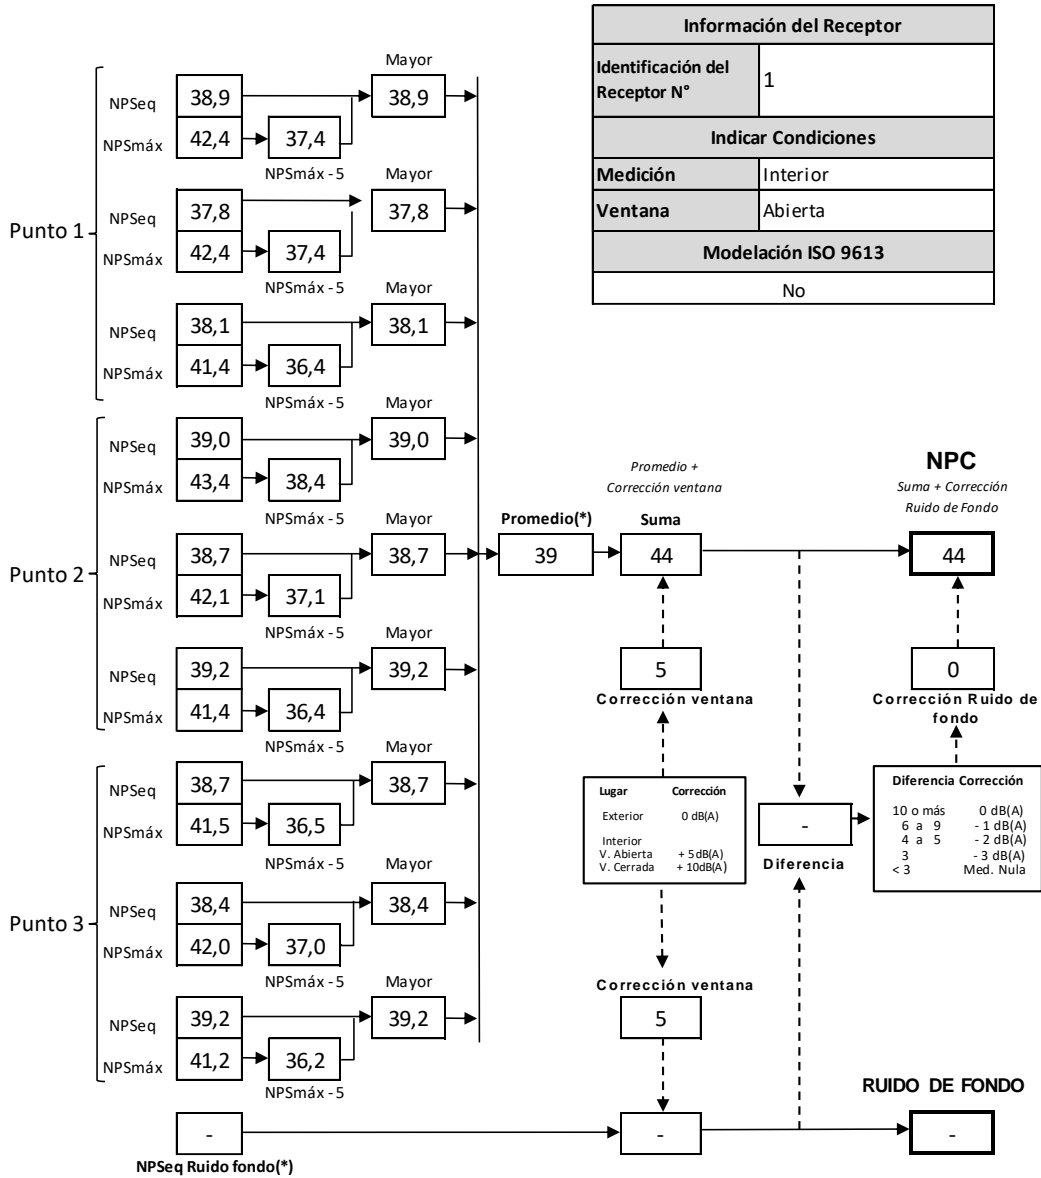 Información del Receptor
Identificación del
Receptor N°
1
Indicar Condiciones
Medición
Interior
Ventana
Abierta
Modelación ISO 9613
No
Punto 1
Mayor
NPSeq
38,9
38,9
NPSmáx
42,4
37,4
NPSmáx - 5
Mayor
NPSeq
37,8
37,8
NPSmáx
42,4
37,4
NPSmáx - 5
Mayor
NPSeq
38,1
38,1
NPSmáx
41,4
36,4
NPSmáx - 5
Punto 2
Mayor
NPSeq
39,0
39,0
NPSmáx
43,4
38,4
NPSmáx - 5
Mayor
NPSeq
38,7
38,7
NPSmáx
42,1
37,1
NPSmáx - 5
Mayor
NPSeq
39,2
39,2
NPSmáx
41,4
36,4
NPSmáx - 5
Punto 3
Mayor
NPSeq
38,7
38,7
NPSmáx
41,5
36,5
NPSmáx - 5
Mayor
NPSeq
38,4
38,4
NPSmáx
42,0
37,0
NPSmáx - 5
Mayor
NPSeq
39,2
39,2
NPSmáx
41,2
36,2
NPSmáx - 5
-
NPSeq Ruido fondo(*)
Promedio(*)
39
Promedio +
Corrección ventana
Suma
44
5
Corrección ventana
Lugar Corrección
Exterior 0 dB(A)
Interior
V. Abierta + 5dB(A)
V. Cerrada + 10dB(A)
Corrección ventana
5
-
-
Diferencia
NPC
Suma + Corrección
Ruido de Fondo
44
0
Corrección Ruido de
fondo
Diferencia Corrección
10 o más 0 dB(A)
6 a 9 - 1 dB(A)
4 a 5 - 2 dB(A)
3 - 3 dB(A)
< 3 Med. Nula
RUIDO DE FONDO
-